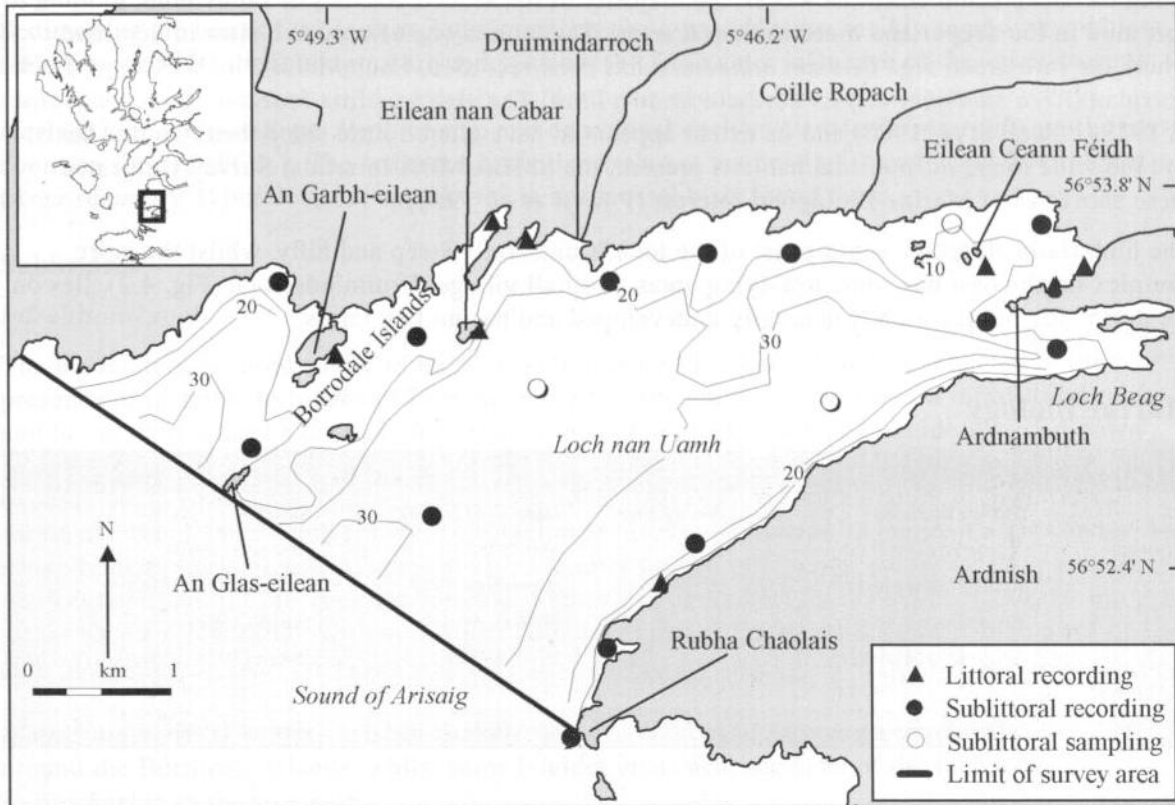 5°49.3' W
Druimindarroch
5°46.2' W
Eilean nan Cabar
Coille Ropach
Eilean Ceann Féidh
An Garbh-eilean
56°53.8' N
10
20
20
30
30
Borrodale Islands
Loch Beag
Loch nan Uamh
Ardnambuth
20
30
N
56°52.4' N
An Glas-eilean
Ardnish
km 1
Rubha Chaolais
Sound of Arisaig
Littoral recording
Sublittoral recording
Sublittoral sampling
Limit of survey area